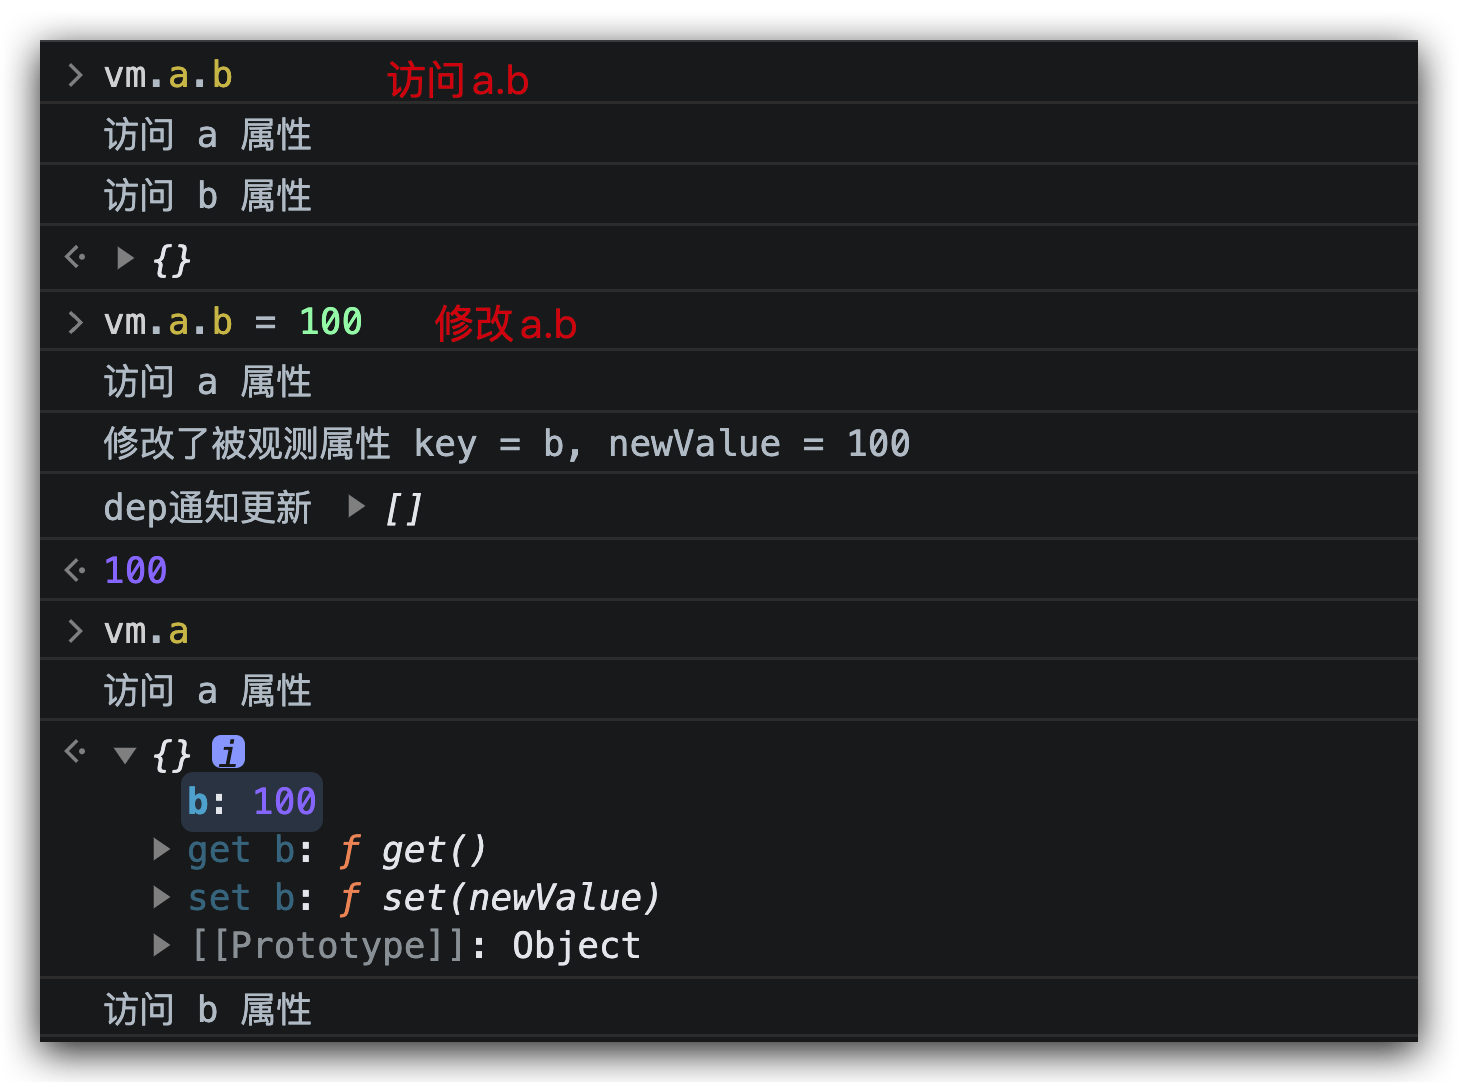 > vm.a.b 访问a.b
访问 a 属性
访问 b 属性
{}
> vm.a.b = 100 修改a.b
访问 a 属性
修改了被观测属性 key = b, newValue = 100
dep通知更新 ▶ []
100
> vm.a
访问 a 属性
{} i
b: 100
get b: ƒ get()
set b: ƒ set(newValue)
[[Prototype]]: Object
访问 b 属性